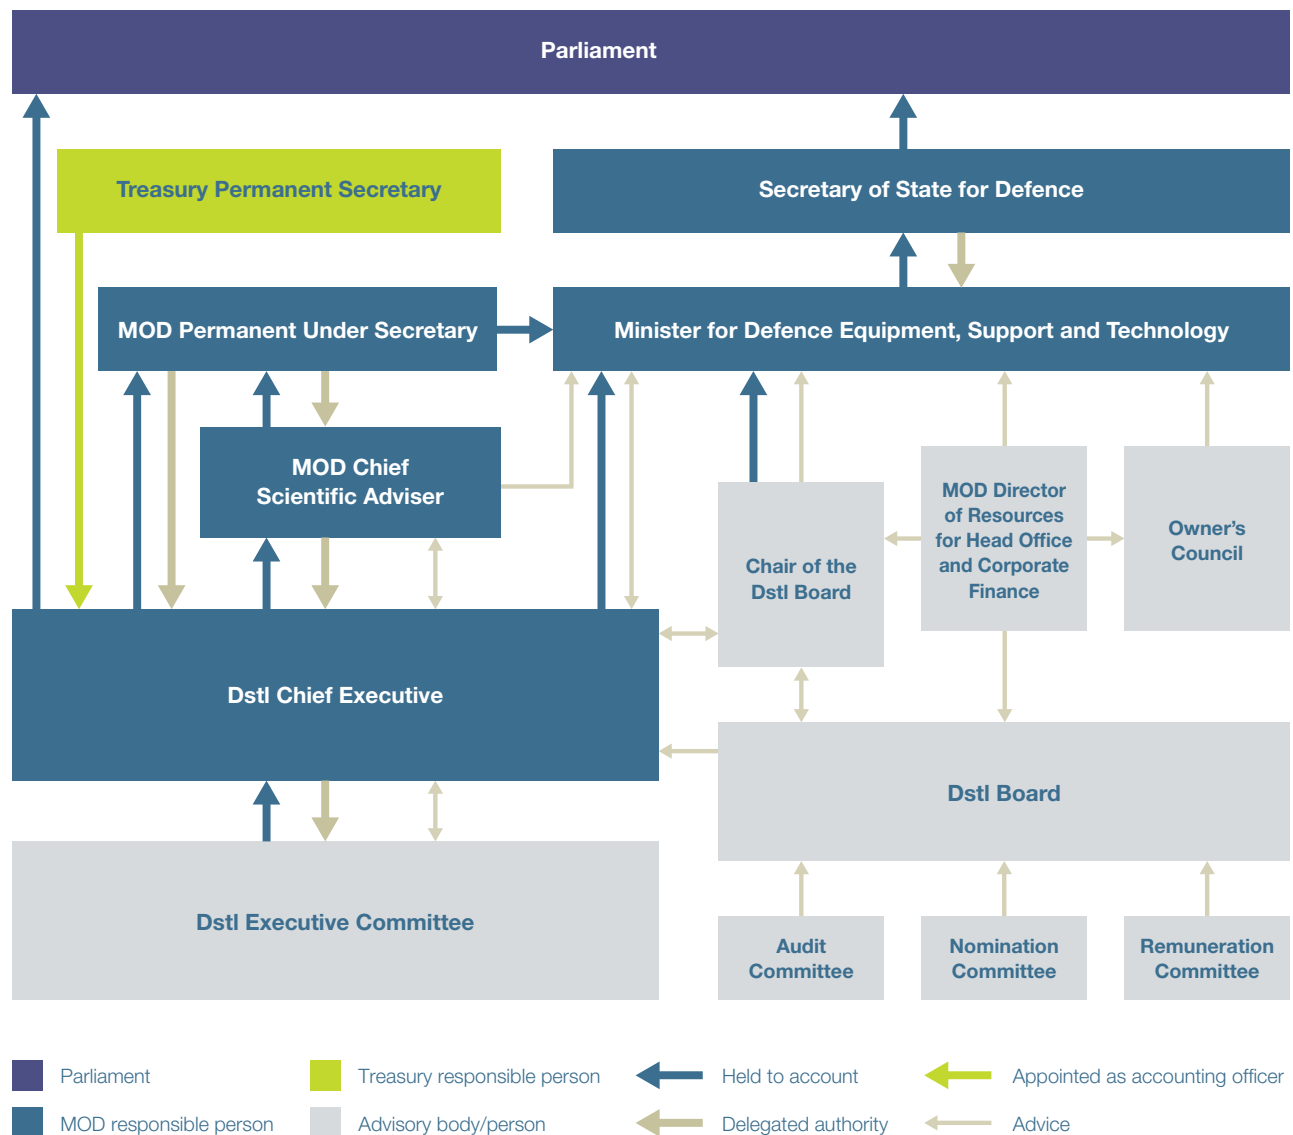 Parliament
Treasury Permanent Secretary
Secretary of State for Defence
MOD Permanent Under Secretary
Minister for Defence Equipment, Support and Technology
MOD Chief
Scientific Adviser
Chair of the
Dstl Board
MOD Director
of Resources
for Head Office
and Corporate
Finance
Owner's
Council
Dstl Chief Executive
Dstl Board
Dstl Executive Committee
Audit
Committee
Nomination
Committee
Remuneration
Committee
Parliament
Treasury responsible person
Held to account
Appointed as accounting officer
MOD responsible person
Advisory body/person
Delegated authority
Advice